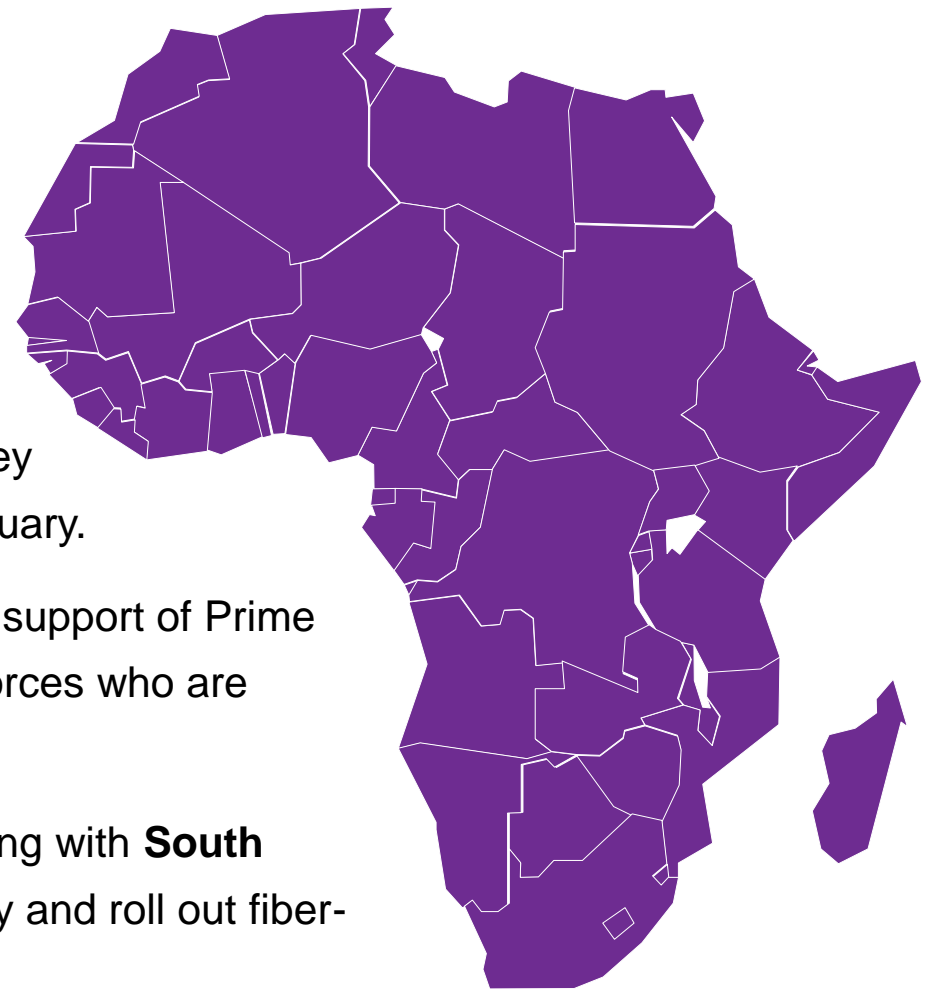 ey
uary.
support of Prime
orces who are
ng with South
y and roll out fiber-